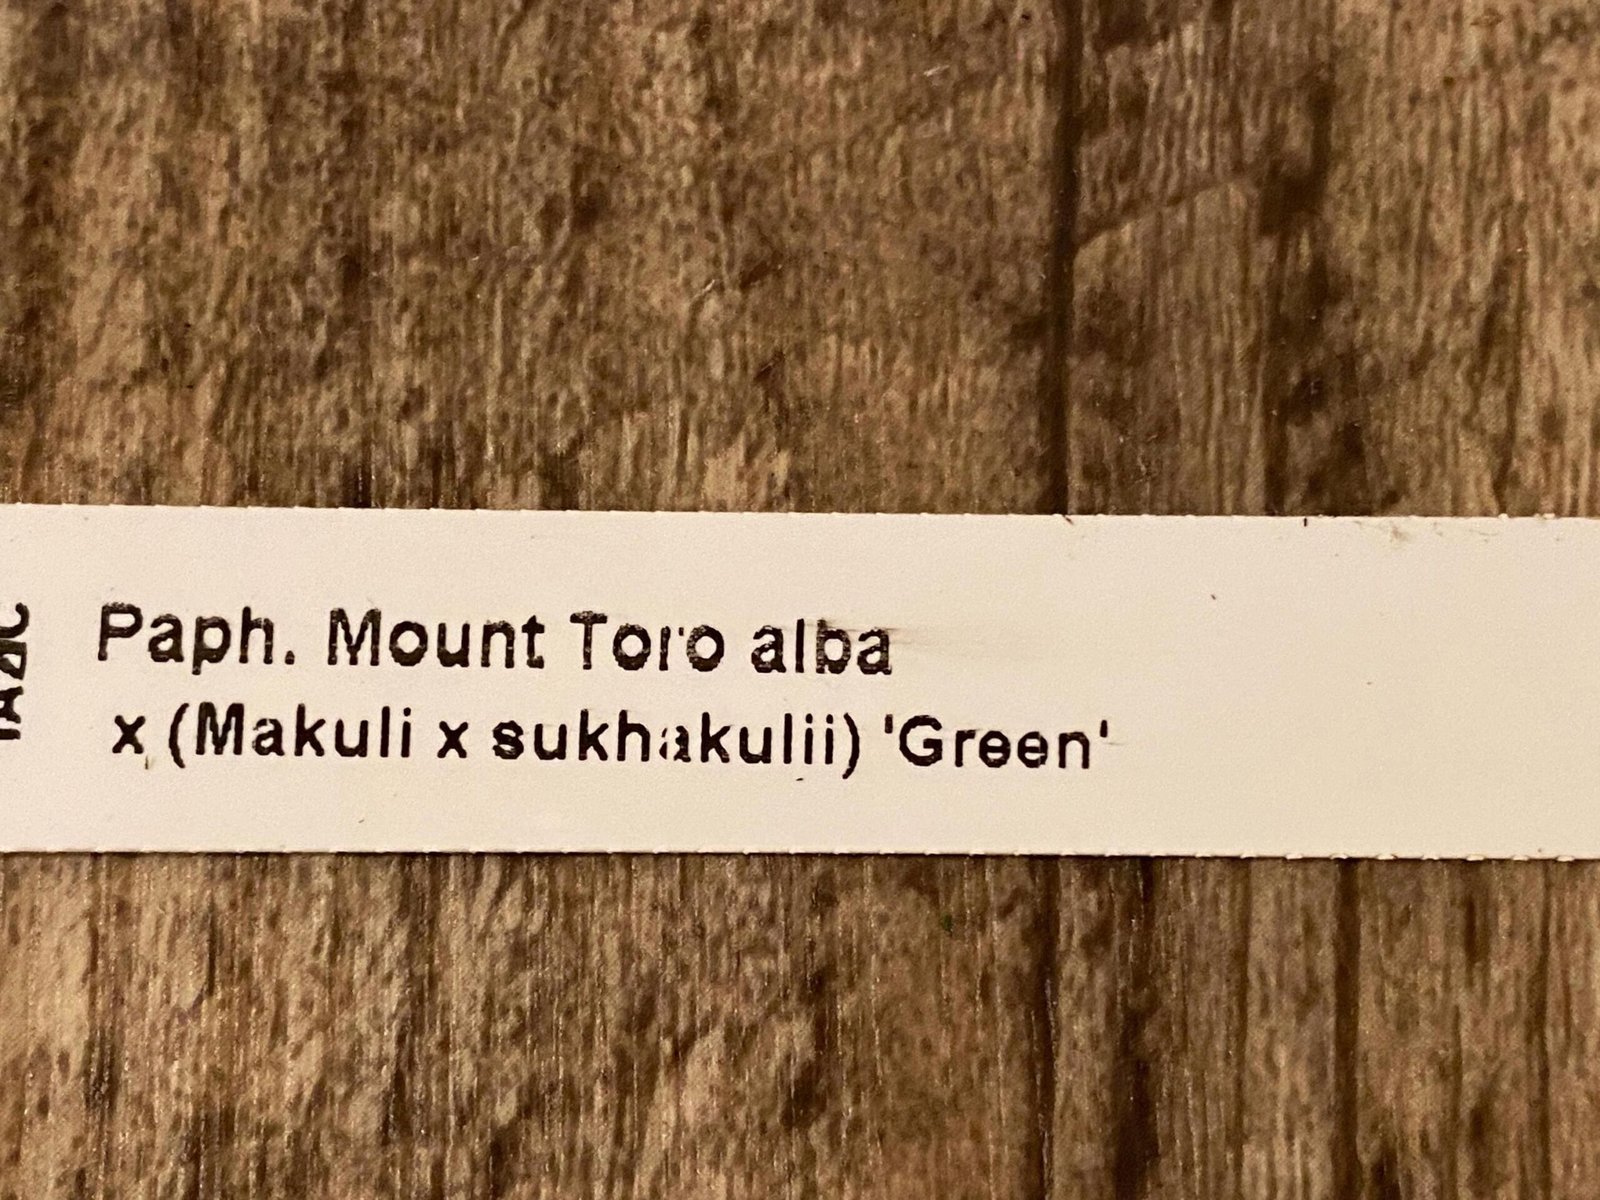 Paph. Mount Toro alba
x (Makuli x sukhakulii) 'Green'